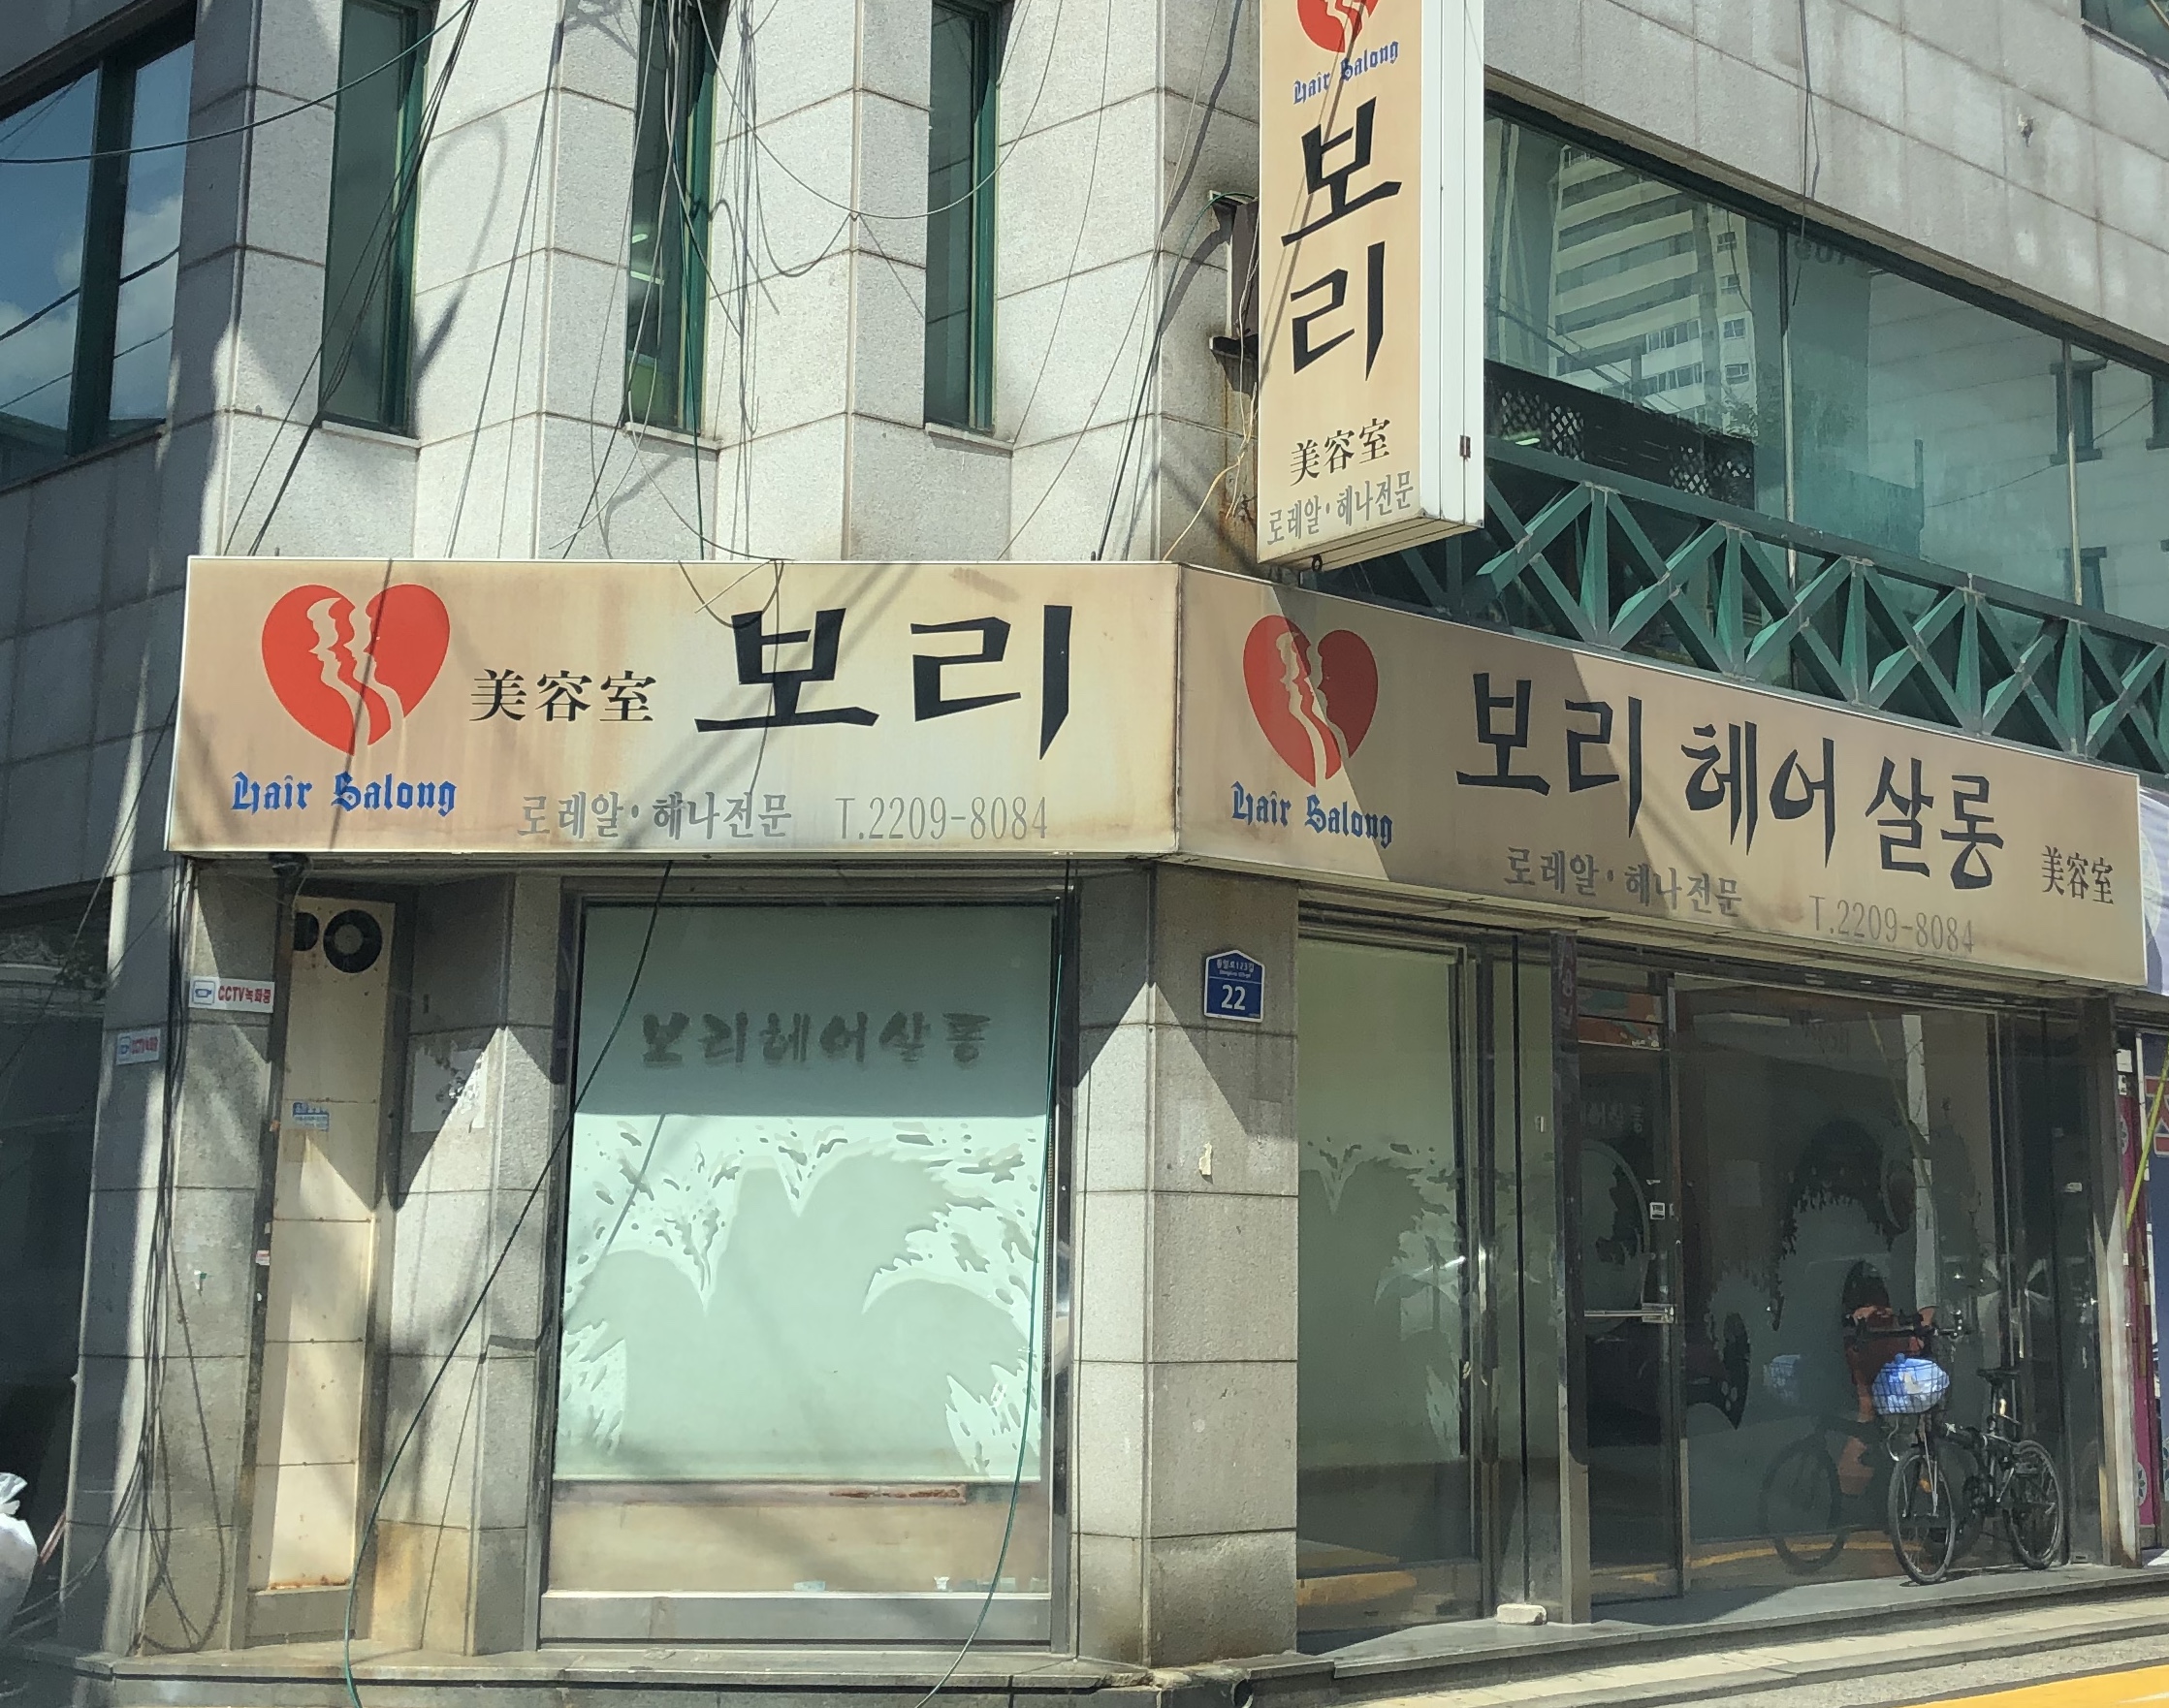 Hair Salong
보리
美容室
로레알·헤나전문
Hair Salong
美容室 보리
로레알·헤나전문 T.2209-8084
Hair Salong
보리 헤어 살롱 美容室
로레알·헤나전문 T.2209-8084
CCTV녹화중
22
보리헤어살롱